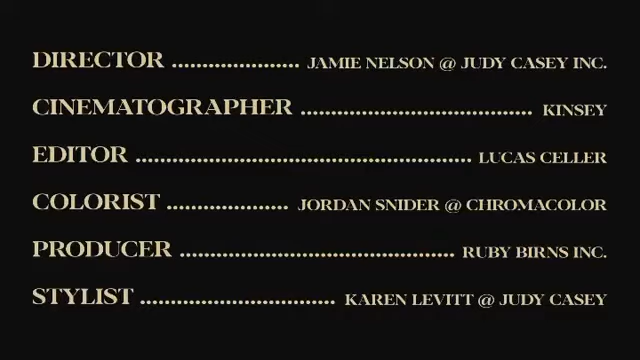 DIRECTOR ..................... JAMIE NELSON @ JUDY CASEY INC.
CINEMATOGRAPHER ...................................... KINSEY
EDITOR ....................................................... LUCAS CELLER
COLORIST .................... JORDAN SNIDER @ CHROMACOLOR
PRODUCER ............................................. RUBY BIRNS INC.
STYLIST ................................ KAREN LEVITT @ JUDY CASEY